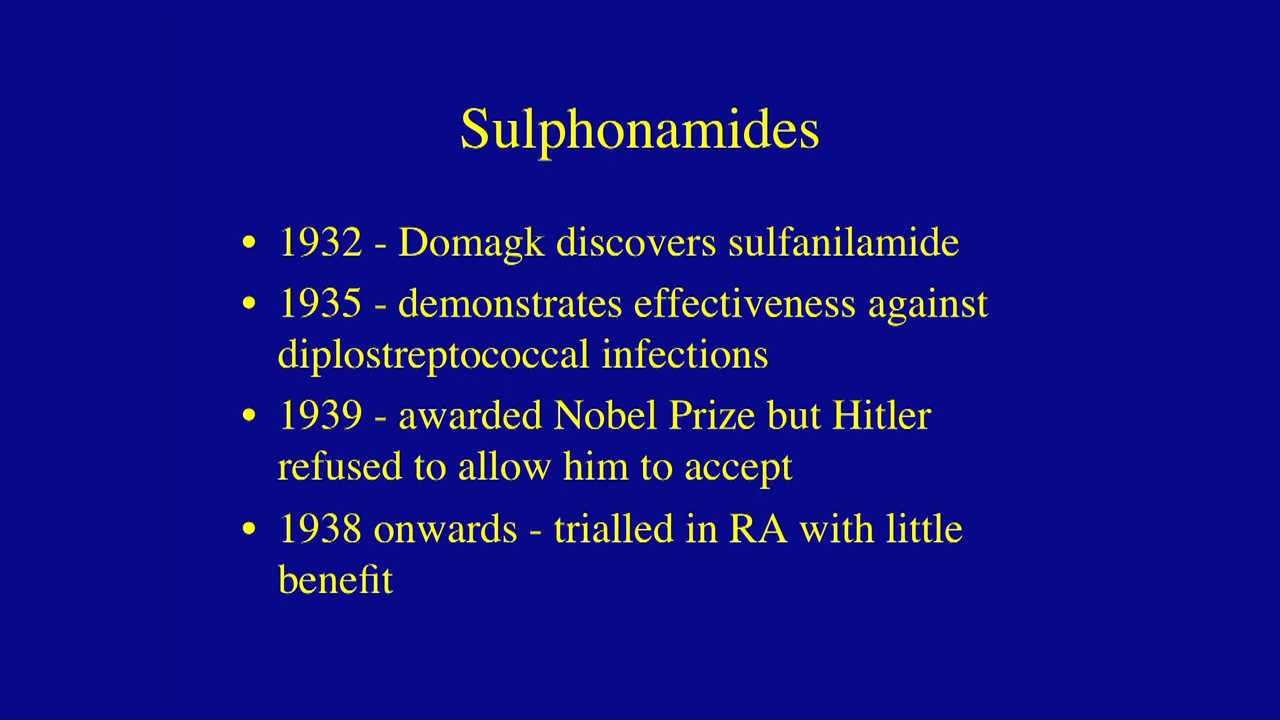 Sulphonamides
• 1932 - Domagk discovers sulfanilamide
• 1935 - demonstrates effectiveness against
diplostreptococcal infections
• 1939 - awarded Nobel Prize but Hitler
refused to allow him to accept
• 1938 onwards - trialled in RA with little
benefit